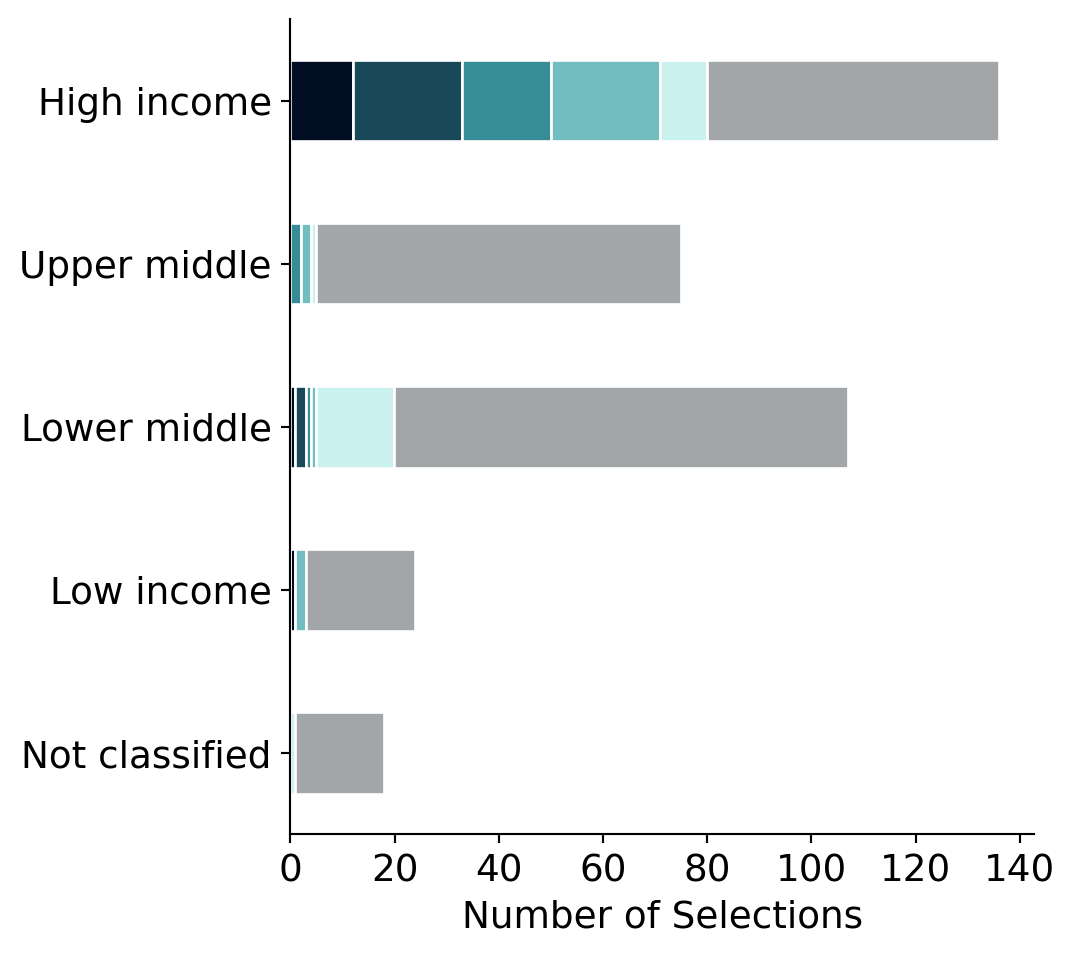 High income
Upper middle
Lower middle
Low income
Not classified
0 20 40 60 80 100 120 140
Number of Selections